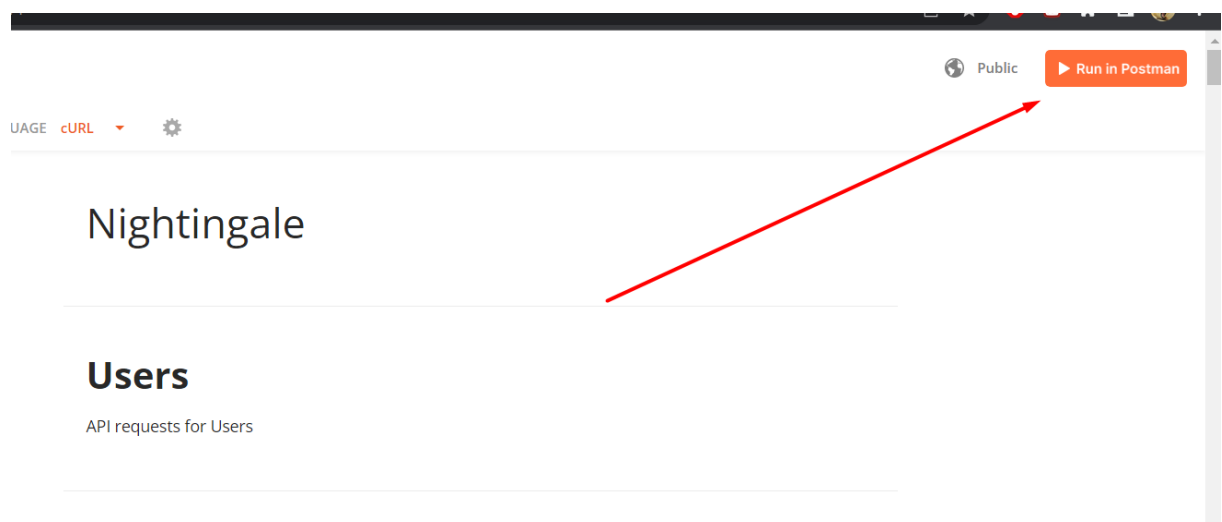 Public
Run in Postman
UAGE cURL
Nightingale
Users
API requests for Users